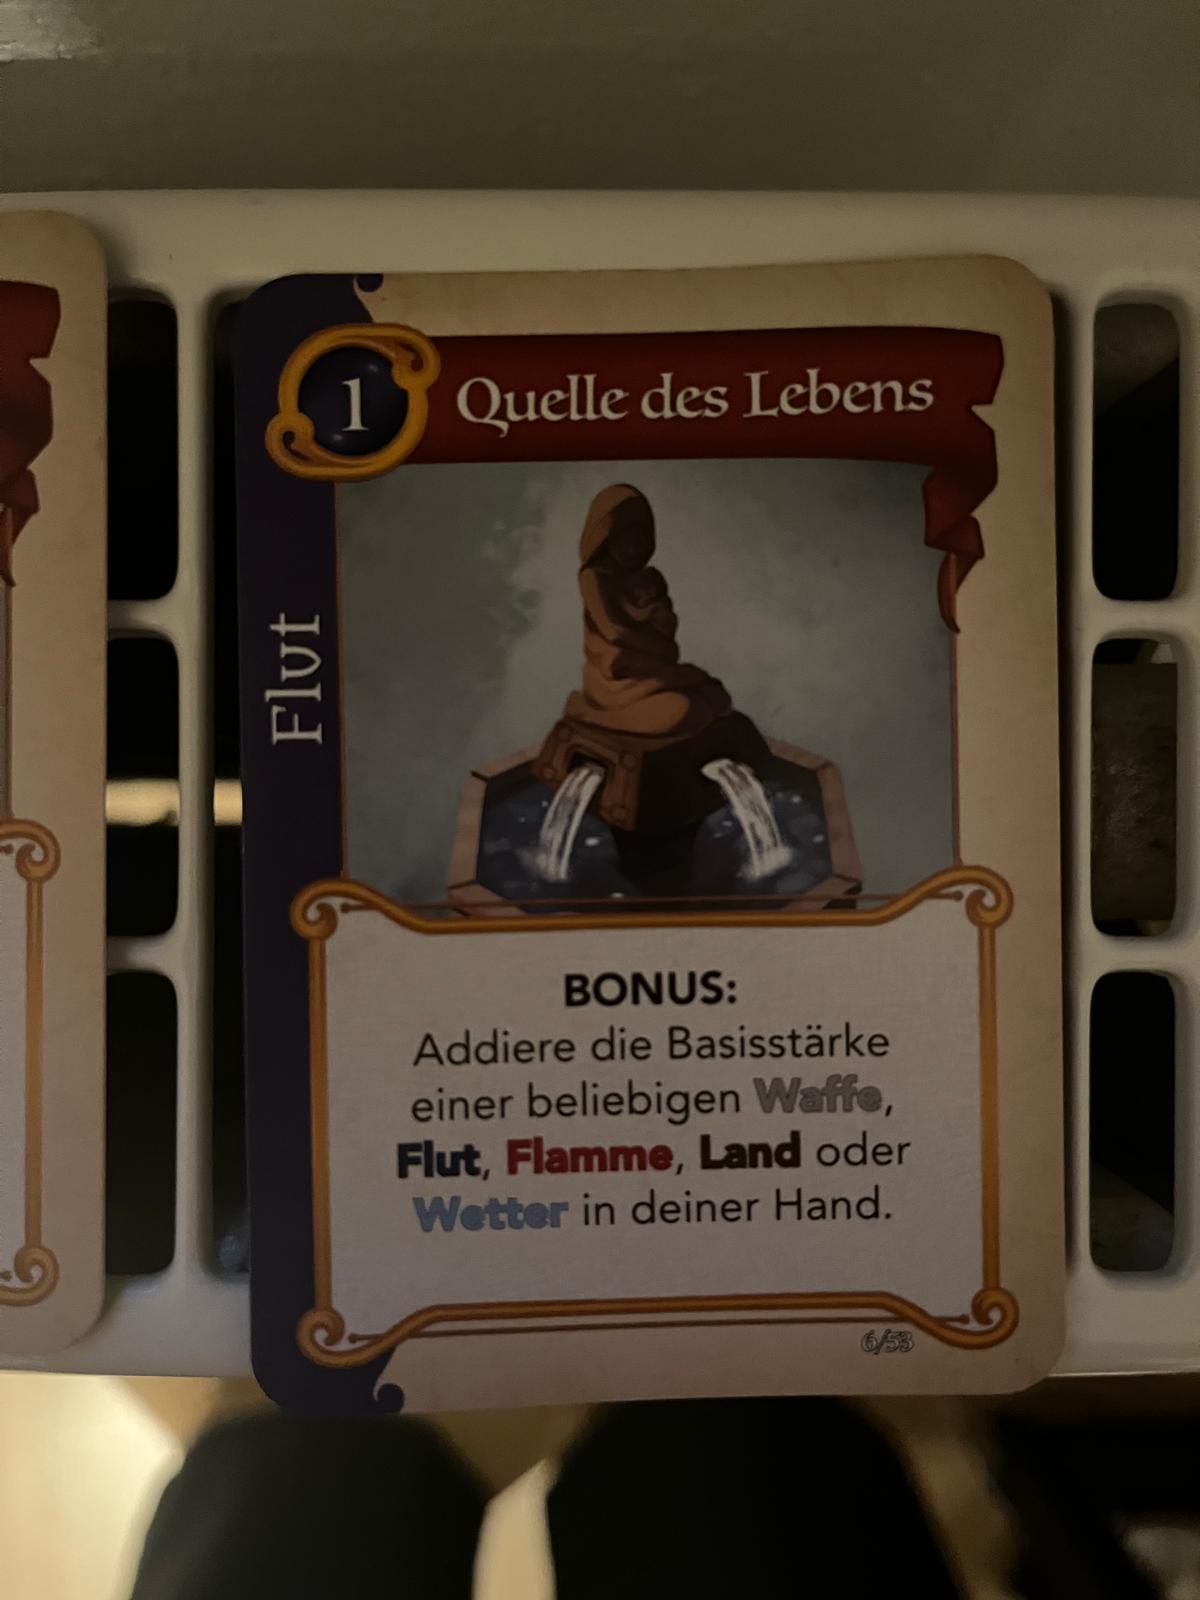 1
Quelle des Lebens
Flut
BONUS:
Addiere die Basisstärke
einer beliebigen Waffe,
Flut, Flamme, Land oder
Wetter in deiner Hand.
6/53